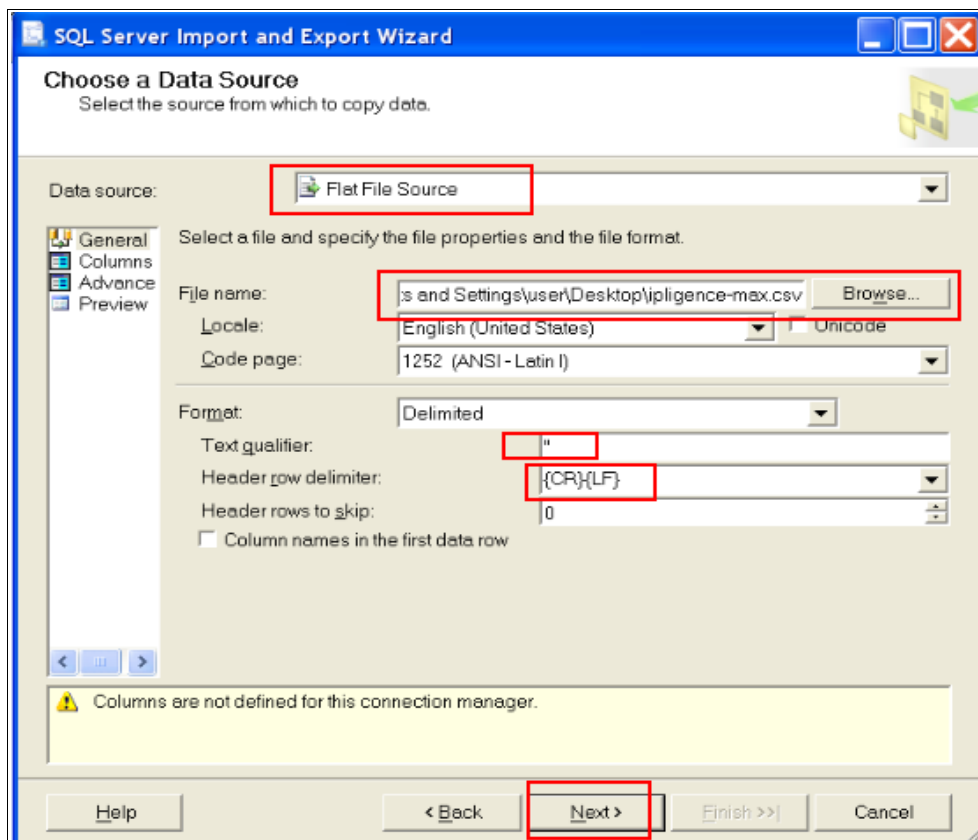 SQL Server Import and Export Wizard
Choose a Data Source
Select the source from which to copy data.
Data source: Flat File Source
General
Columns
Advance
Preview
Select a file and specify the file properties and the file format.
File name: :s and Settings\user\Desktop\ipligence-max.csv Browse...
Locale: English (United States) Unicode
Code page: 1252 (ANSI - Latin I)
Format: Delimited
Text qualifier: "
Header row delimiter: {CR}{LF}
Header rows to skip: 0
Column names in the first data row
Columns are not defined for this connection manager.
Help < Back Next > Finish >>| Cancel